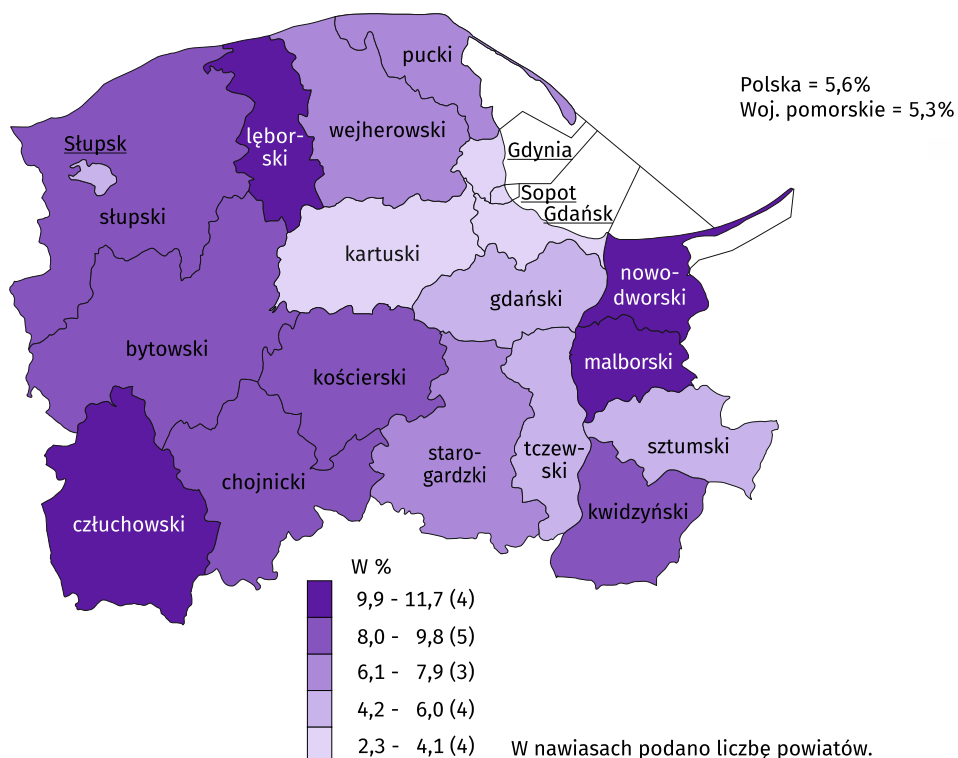 pucki
Polska = 5,6%
Woj. pomorskie = 5,3%
lębor-
ski
wejherowski
Słupsk
Gdynia
Sopot
Gdańsk
słupski
kartuski
nowo-
dworski
gdański
bytowski
malborski
kościerski
sztumski
staro-
gardzki
tczew-
ski
chojnicki
kwidzyński
człuchowski
W %
9,9 - 11,7 (4)
8,0 - 9,8 (5)
6,1 - 7,9 (3)
4,2 - 6,0 (4)
2,3 - 4,1 (4)
W nawiasach podano liczbę powiatów.